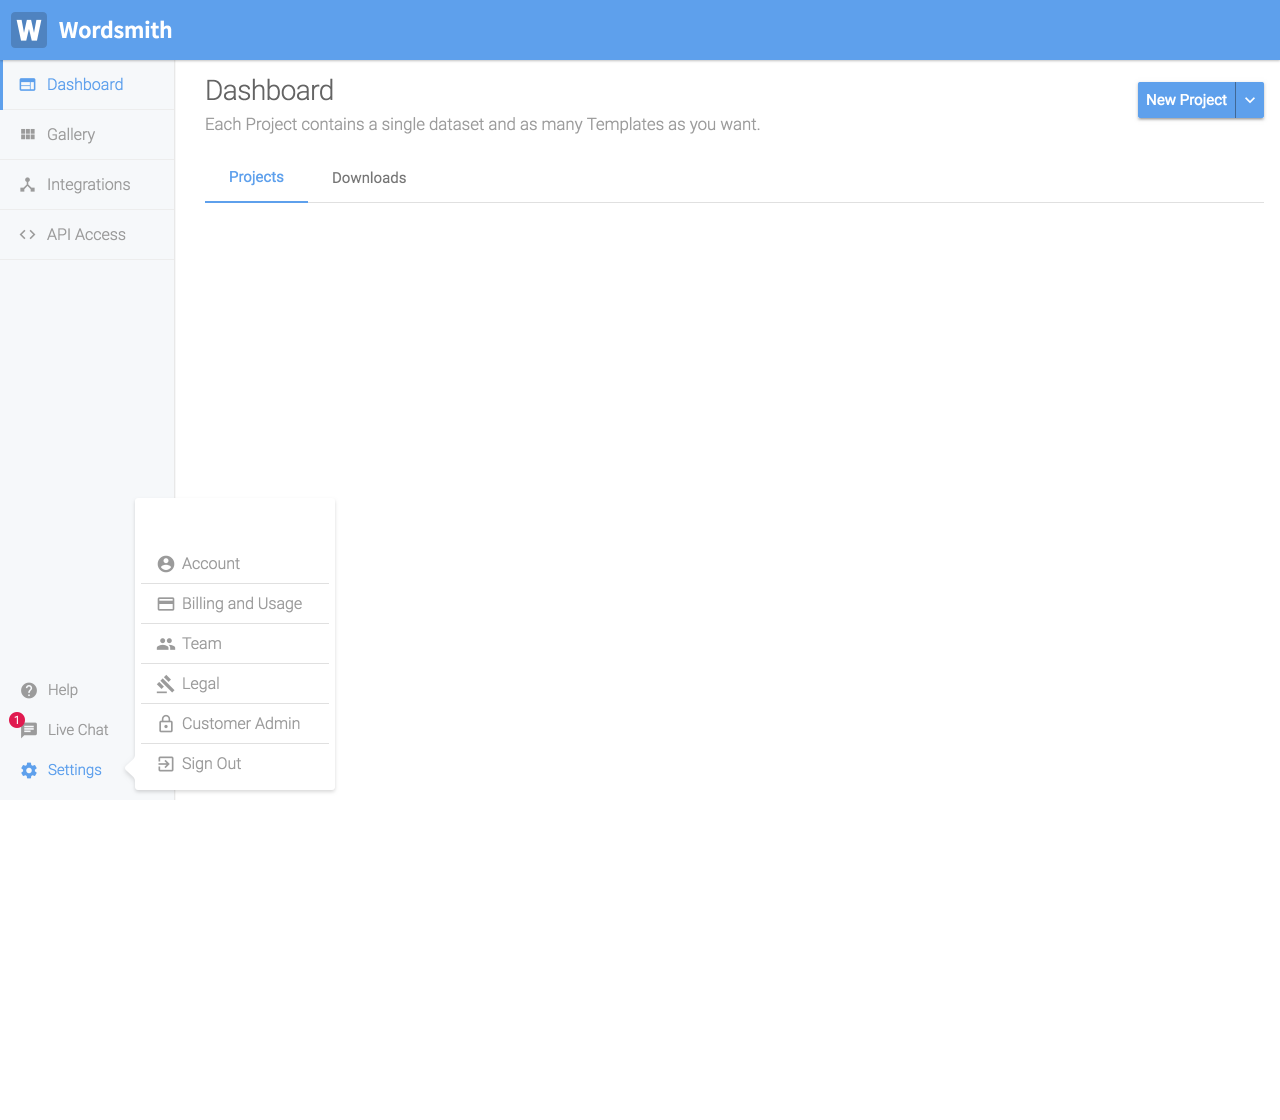 W Wordsmith
Dashboard
Gallery
Integrations
API Access
Dashboard
Each Project contains a single dataset and as many Templates as you want.
New Project
Projects
Downloads
Account
Billing and Usage
Team
Legal
Customer Admin
Sign Out
Help
1
Live Chat
Settings